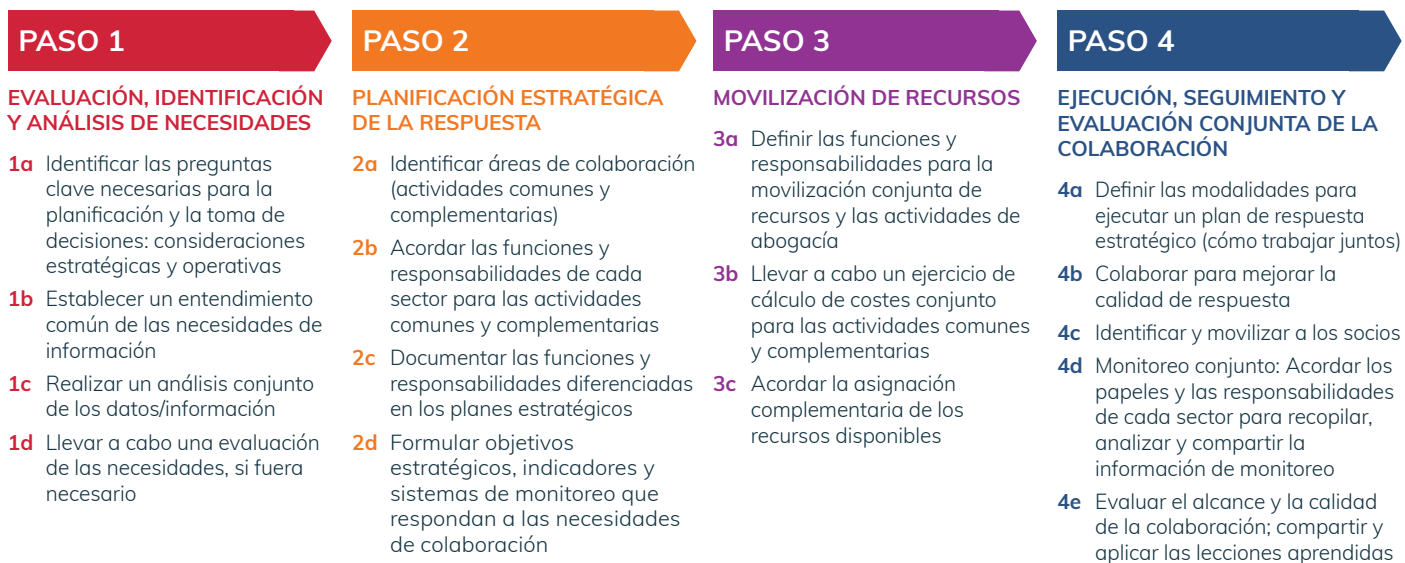 PASO 1
EVALUACIÓN, IDENTIFICACIÓN
Y ANÁLISIS DE NECESIDADES
1a Identificar las preguntas
clave necesarias para la
planificación y la toma de
decisiones: consideraciones
estratégicas y operativas
1b Establecer un entendimiento
común de las necesidades de
información
1c Realizar un análisis conjunto
de los datos/información
1d Llevar a cabo una evaluación
de las necesidades, si fuera
necesario
PASO 2
PLANIFICACIÓN ESTRATÉGICA
DE LA RESPUESTA
2a Identificar áreas de colaboración
(actividades comunes y
complementarias)
2b Acordar las funciones y
responsabilidades de cada
sector para las actividades
comunes y complementarias
2c Documentar las funciones y
responsabilidades diferenciadas
en los planes estratégicos
2d Formular objetivos
estratégicos, indicadores y
sistemas de monitoreo que
respondan a las necesidades
de colaboración
PASO 3
MOVILIZACIÓN DE RECURSOS
3a Definir las funciones y
responsabilidades para la
movilización conjunta de
recursos y las actividades de
abogacía
3b Llevar a cabo un ejercicio de
cálculo de costes conjunto
para las actividades comunes
y complementarias
3c Acordar la asignación
complementaria de los
recursos disponibles
PASO 4
EJECUCIÓN, SEGUIMIENTO Y
EVALUACIÓN CONJUNTA DE LA
COLABORACIÓN
4a Definir las modalidades para
ejecutar un plan de respuesta
estratégico (cómo trabajar juntos)
4b Colaborar para mejorar la
calidad de respuesta
4c Identificar y movilizar a los socios
4d Monitoreo conjunto: Acordar los
papeles y las responsabilidades
de cada sector para recopilar,
analizar y compartir la
información de monitoreo
4e Evaluar el alcance y la calidad
de la colaboración; compartir y
aplicar las lecciones aprendidas